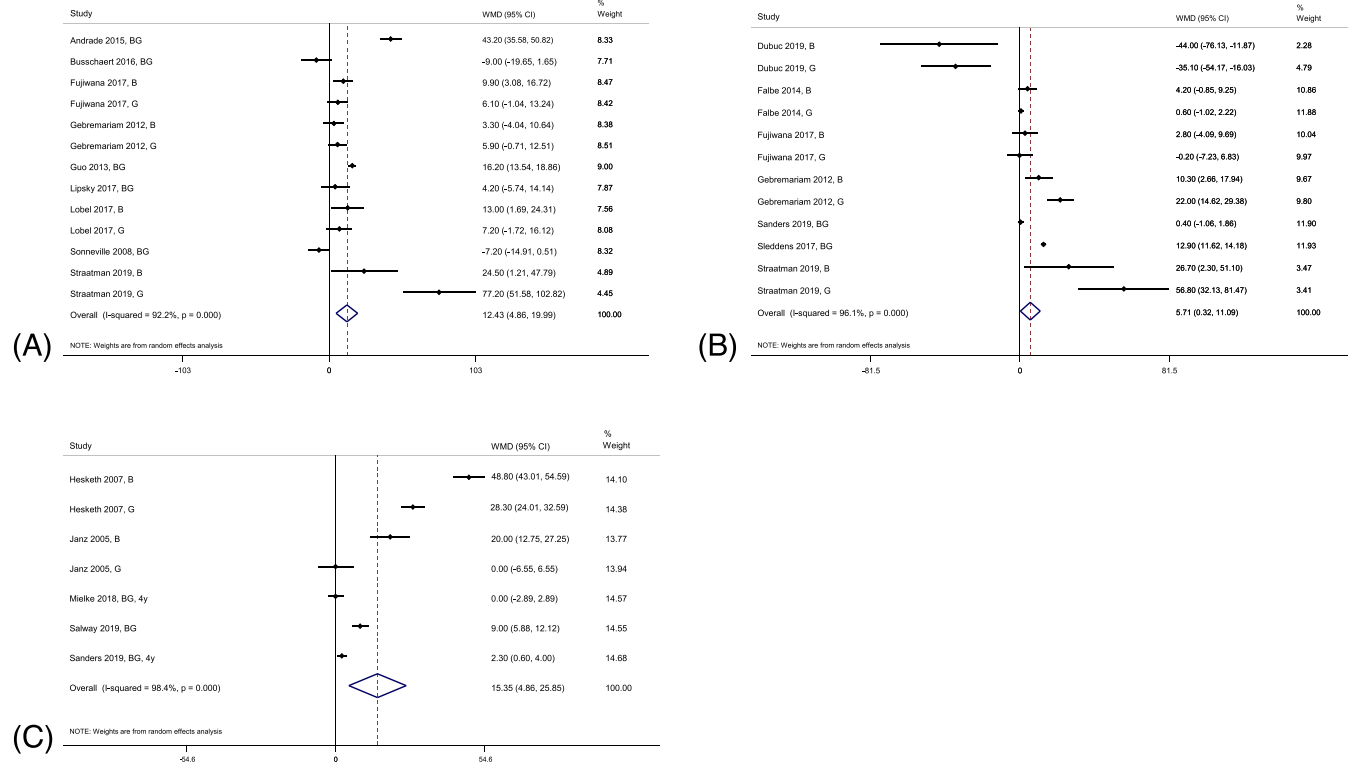 %
Study WMD (95% CI) Weight
Andrade 2015, BG 43.20 (35.58, 50.82) 8.33
Busschaert 2016, BG -9.00 (-19.65, 1.65) 7.71
Fujiwana 2017, B 9.90 (3.08, 16.72) 8.47
Fujiwana 2017, G 6.10 (-1.04, 13.24) 8.42
Gebremariam 2012, B 3.30 (-4.04, 10.64) 8.38
Gebremariam 2012, G 5.90 (-0.71, 12.51) 8.51
Guo 2013, BG 16.20 (13.54, 18.86) 9.00
Lipsky 2017, BG 4.20 (-5.74, 14.14) 7.87
Lobel 2017, B 13.00 (1.69, 24.31) 7.56
Lobel 2017, G 7.20 (-1.72, 16.12) 8.08
Sonneville 2008, BG -7.20 (-14.91, 0.51) 8.32
Straatman 2019, B 24.50 (1.21, 47.79) 4.89
Straatman 2019, G 77.20 (51.58, 102.82) 4.45
Overall (I-squared = 92.2%, p = 0.000) 12.43 (4.86, 19.99) 100.00
NOTE: Weights are from random effects analysis
(A)
-103 0 103
%
Study WMD (95% CI) Weight
Dubuc 2019, B -44.00 (-76.13, -11.87) 2.28
Dubuc 2019, G -35.10 (-54.17, -16.03) 4.79
Falbe 2014, B 4.20 (-0.85, 9.25) 10.86
Falbe 2014, G 0.60 (-1.02, 2.22) 11.88
Fujiwana 2017, B 2.80 (-4.09, 9.69) 10.04
Fujiwana 2017, G -0.20 (-7.23, 6.83) 9.97
Gebremariam 2012, B 10.30 (2.66, 17.94) 9.67
Gebremariam 2012, G 22.00 (14.62, 29.38) 9.80
Sanders 2019, BG 0.40 (-1.06, 1.86) 11.90
Sleddens 2017, BG 12.90 (11.62, 14.18) 11.93
Straatman 2019, B 26.70 (2.30, 51.10) 3.47
Straatman 2019, G 56.80 (32.13, 81.47) 3.41
Overall (I-squared = 96.1%, p = 0.000) 5.71 (0.32, 11.09) 100.00
NOTE: Weights are from random effects analysis
(B)
-81.5 0 81.5
%
Study WMD (95% CI) Weight
Hesketh 2007, B 48.80 (43.01, 54.59) 14.10
Hesketh 2007, G 28.30 (24.01, 32.59) 14.38
Janz 2005, B 20.00 (12.75, 27.25) 13.77
Janz 2005, G 0.00 (-6.55, 6.55) 13.94
Mielke 2018, BG, 4y 0.00 (-2.89, 2.89) 14.57
Salway 2019, BG 9.00 (5.88, 12.12) 14.55
Sanders 2019, BG, 4y 2.30 (0.60, 4.00) 14.68
Overall (I-squared = 98.4%, p = 0.000) 15.35 (4.86, 25.85) 100.00
NOTE: Weights are from random effects analysis
(C)
-54.6 0 54.6